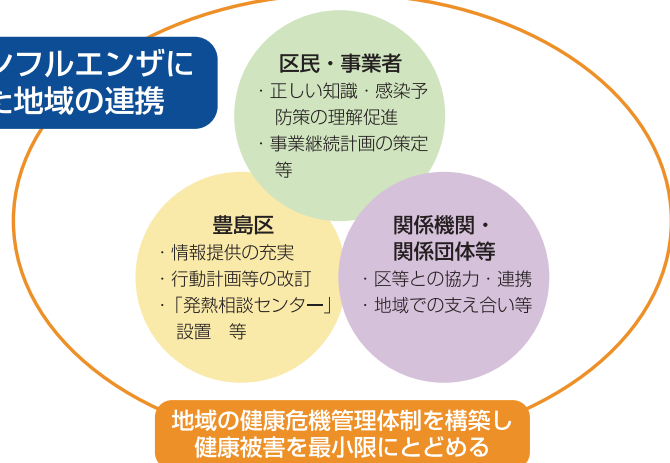 ンフルエンザに
た地域の連携
区民・事業者
・正しい知識・感染予
防策の理解促進
・事業継続計画の策定
等
豊島区
・情報提供の充実
・行動計画等の改訂
・「発熱相談センター」
設置　等
関係機関・
関係団体等
・区等との協力・連携
・地域での支え合い等
地域の健康危機管理体制を構築し
健康被害を最小限にとどめる